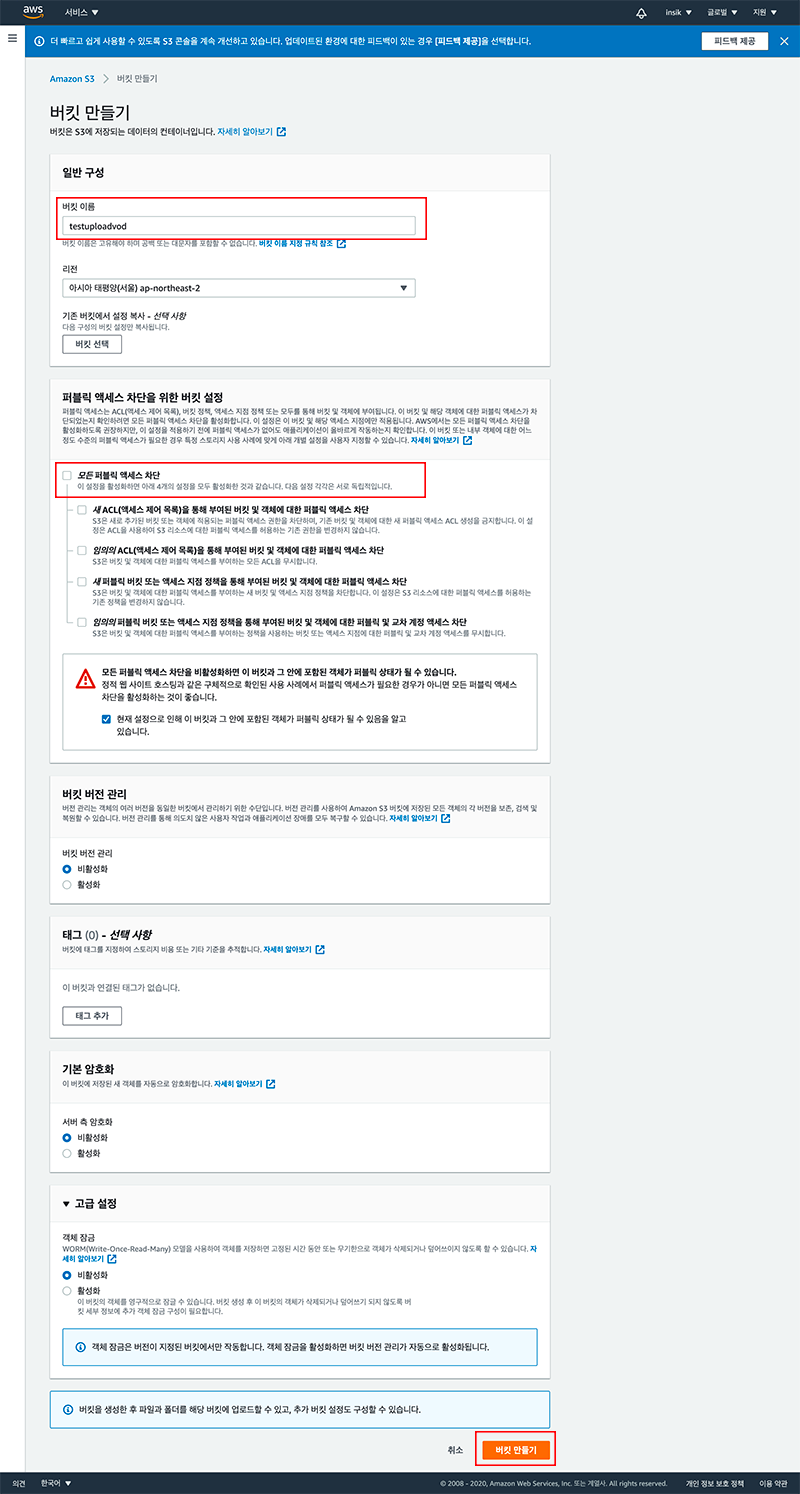 aws 서비스 ▼ insik ▼ 글로벌 ▼ 지원 ▼
더 빠르고 쉽게 사용할 수 있도록 S3 콘솔을 계속 개선하고 있습니다. 업데이트된 환경에 대한 피드백이 있는 경우 [피드백 제공]을 선택합니다. 피드백 제공
Amazon S3 > 버킷 만들기
버킷 만들기
버킷은 S3에 저장되는 데이터의 컨테이너입니다. 자세히 알아보기
일반 구성
버킷 이름
testuploadvod
버킷 이름은 고유해야 하며 공백 또는 대문자를 포함할 수 없습니다. 버킷 이름 지정 규칙 참조
리전
아시아 태평양(서울) ap-northeast-2
기존 버킷에서 설정 복사 - 선택 사항
다음 구성의 버킷 설정만 복사됩니다.
버킷 선택
퍼블릭 액세스 차단을 위한 버킷 설정
퍼블릭 액세스는 ACL(액세스 제어 목록), 버킷 정책, 액세스 지점 정책 또는 모두를 통해 버킷 및 객체에 부여됩니다. 이 버킷 및 해당 객체에 대한 퍼블릭 액세스가 차
단되었는지 확인하려면 모든 퍼블릭 액세스 차단을 활성화합니다. 이 설정은 이 버킷 및 해당 액세스 지점에만 적용됩니다. AWS에서는 모든 퍼블릭 액세스 차단을
활성화하도록 권장하지만, 이 설정을 적용하기 전에 퍼블릭 액세스가 없어도 애플리케이션이 올바르게 작동하는지 확인합니다. 이 버킷 또는 내부 객체에 대한 어느
정도 수준의 퍼블릭 액세스가 필요한 경우 특정 스토리지 사용 사례에 맞게 아래 개별 설정을 사용자 지정할 수 있습니다. 자세히 알아보기
모든 퍼블릭 액세스 차단
이 설정을 활성화하면 아래 4개의 설정을 모두 활성화한 것과 같습니다. 다음 설정 각각은 서로 독립적입니다.
새 ACL(액세스 제어 목록)을 통해 부여된 버킷 및 객체에 대한 퍼블릭 액세스 차단
S3은 새로 추가된 버킷 또는 객체에 적용되는 퍼블릭 액세스 권한을 차단하며, 기존 버킷 및 객체에 대한 새 퍼블릭 액세스 ACL 생성을 금지합니다. 이 설
정은 ACL을 사용하여 S3 리소스에 대한 퍼블릭 액세스를 허용하는 기존 권한을 변경하지 않습니다.
임의의 ACL(액세스 제어 목록)을 통해 부여된 버킷 및 객체에 대한 퍼블릭 액세스 차단
S3은 버킷 및 객체에 대한 퍼블릭 액세스를 부여하는 모든 ACL을 무시합니다.
새 퍼블릭 버킷 또는 액세스 지점 정책을 통해 부여된 버킷 및 객체에 대한 퍼블릭 액세스 차단
S3은 버킷 및 객체에 대한 퍼블릭 액세스를 부여하는 새 버킷 및 액세스 지점 정책을 차단합니다. 이 설정은 S3 리소스에 대한 퍼블릭 액세스를 허용하는
기존 정책을 변경하지 않습니다.
임의의 퍼블릭 버킷 또는 액세스 지점 정책을 통해 부여된 버킷 및 객체에 대한 퍼블릭 및 교차 계정 액세스 차단
S3은 버킷 및 객체에 대한 퍼블릭 액세스를 부여하는 정책을 사용하는 버킷 또는 액세스 지점에 대한 퍼블릭 및 교차 계정 액세스를 무시합니다.
모든 퍼블릭 액세스 차단을 비활성화하면 이 버킷과 그 안에 포함된 객체가 퍼블릭 상태가 될 수 있습니다.
정적 웹 사이트 호스팅과 같은 구체적으로 확인된 사용 사례에서 퍼블릭 액세스가 필요한 경우가 아니면 모든 퍼블릭 액세스
차단을 활성화하는 것이 좋습니다.
현재 설정으로 인해 이 버킷과 그 안에 포함된 객체가 퍼블릭 상태가 될 수 있음을 알고
있습니다.
버킷 버전 관리
버전 관리는 객체의 여러 버전을 동일한 버킷에서 관리하기 위한 수단입니다. 버전 관리를 사용하여 Amazon S3 버킷에 저장된 모든 객체의 각 버전을 보존, 검색 및
복원할 수 있습니다. 버전 관리를 통해 의도치 않은 사용자 작업과 애플리케이션 장애를 모두 복구할 수 있습니다. 자세히 알아보기
버킷 버전 관리
비활성화
활성화
태그 (0) - 선택 사항
버킷에 태그를 지정하여 스토리지 비용 또는 기타 기준을 추적합니다. 자세히 알아보기
이 버킷과 연결된 태그가 없습니다.
태그 추가
기본 암호화
이 버킷에 저장된 새 객체를 자동으로 암호화합니다. 자세히 알아보기
서버 측 암호화
비활성화
활성화
▼ 고급 설정
객체 잠금
WORM(Write-Once-Read-Many) 모델을 사용하여 객체를 저장하면 고정된 시간 동안 또는 무기한으로 객체가 삭제되거나 덮어쓰이지 않도록 할 수 있습니다. 자
세히 알아보기
비활성화
활성화
이 버킷의 객체를 영구적으로 잠글 수 있습니다. 버킷 생성 후 이 버킷의 객체가 삭제되거나 덮어쓰기 되지 않도록 버
킷 세부 정보에 추가 객체 잠금 구성이 필요합니다.
객체 잠금은 버전이 지정된 버킷에서만 작동합니다. 객체 잠금을 활성화하면 버킷 버전 관리가 자동으로 활성화됩니다.
버킷을 생성한 후 파일과 폴더를 해당 버킷에 업로드할 수 있고, 추가 버킷 설정도 구성할 수 있습니다.
취소 버킷 만들기
의견 한국어 ▼ © 2008 - 2020, Amazon Web Services, Inc. 또는 계열사. All rights reserved. 개인 정보 보호 정책 이용 약관